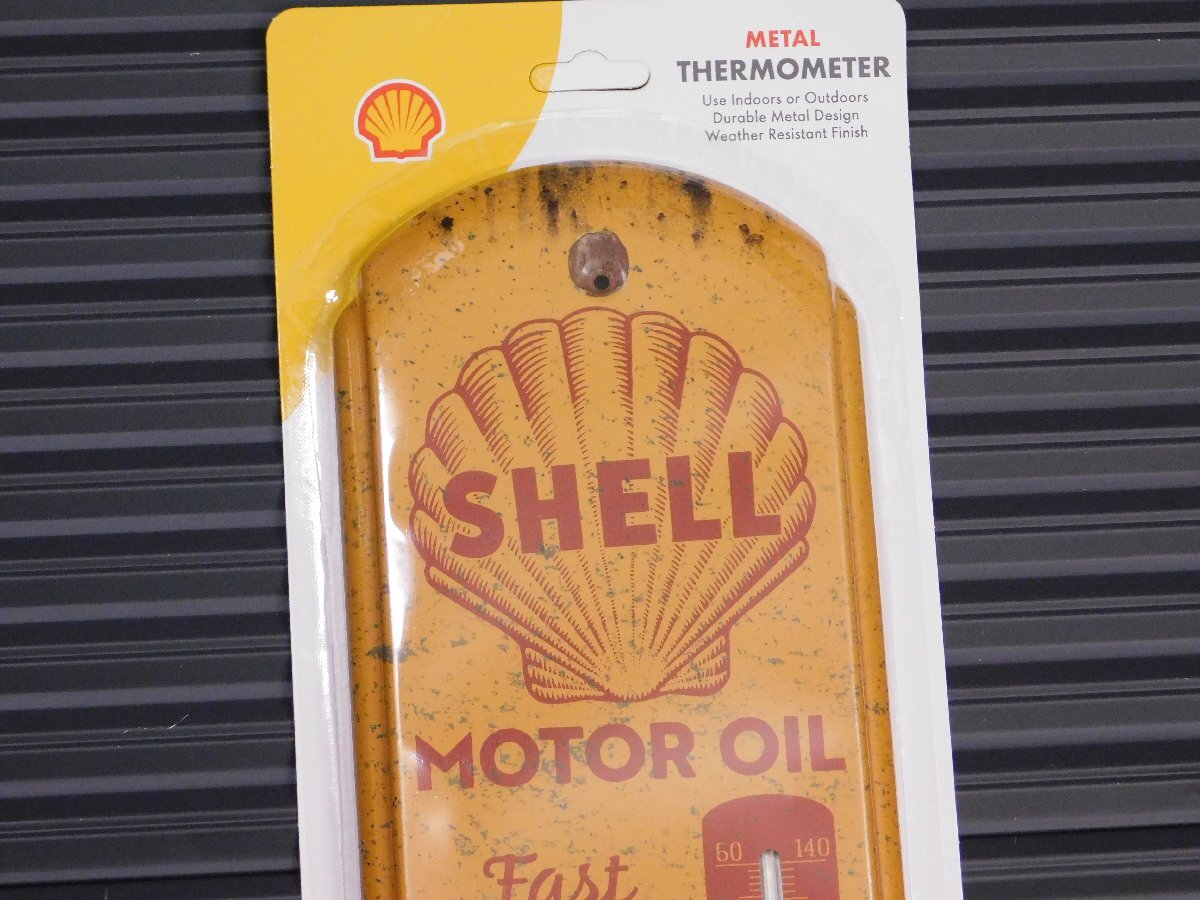 METAL
THERMOMETER
Use Indoors or Outdoors
Durable Metal Design
Weather Resistant Finish
SHELL
MOTOR OIL
Fast
60 140